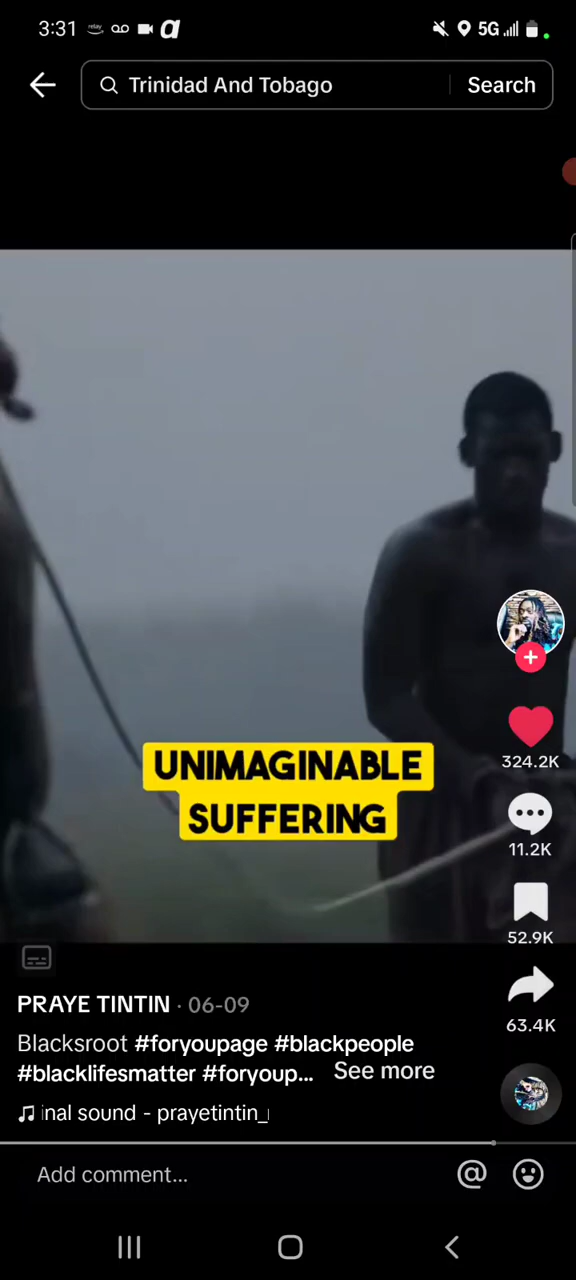 3:31 relay 5G
Trinidad And Tobago Search
324.2K
UNIMAGINABLE
SUFFERING
11.2K
52.9K
PRAYE TINTIN · 06-09
63.4K
Blacksroot #foryoupage #blackpeople
#blacklifesmatter #foryoup... See more
inal sound - prayetintin_
Add comment... @